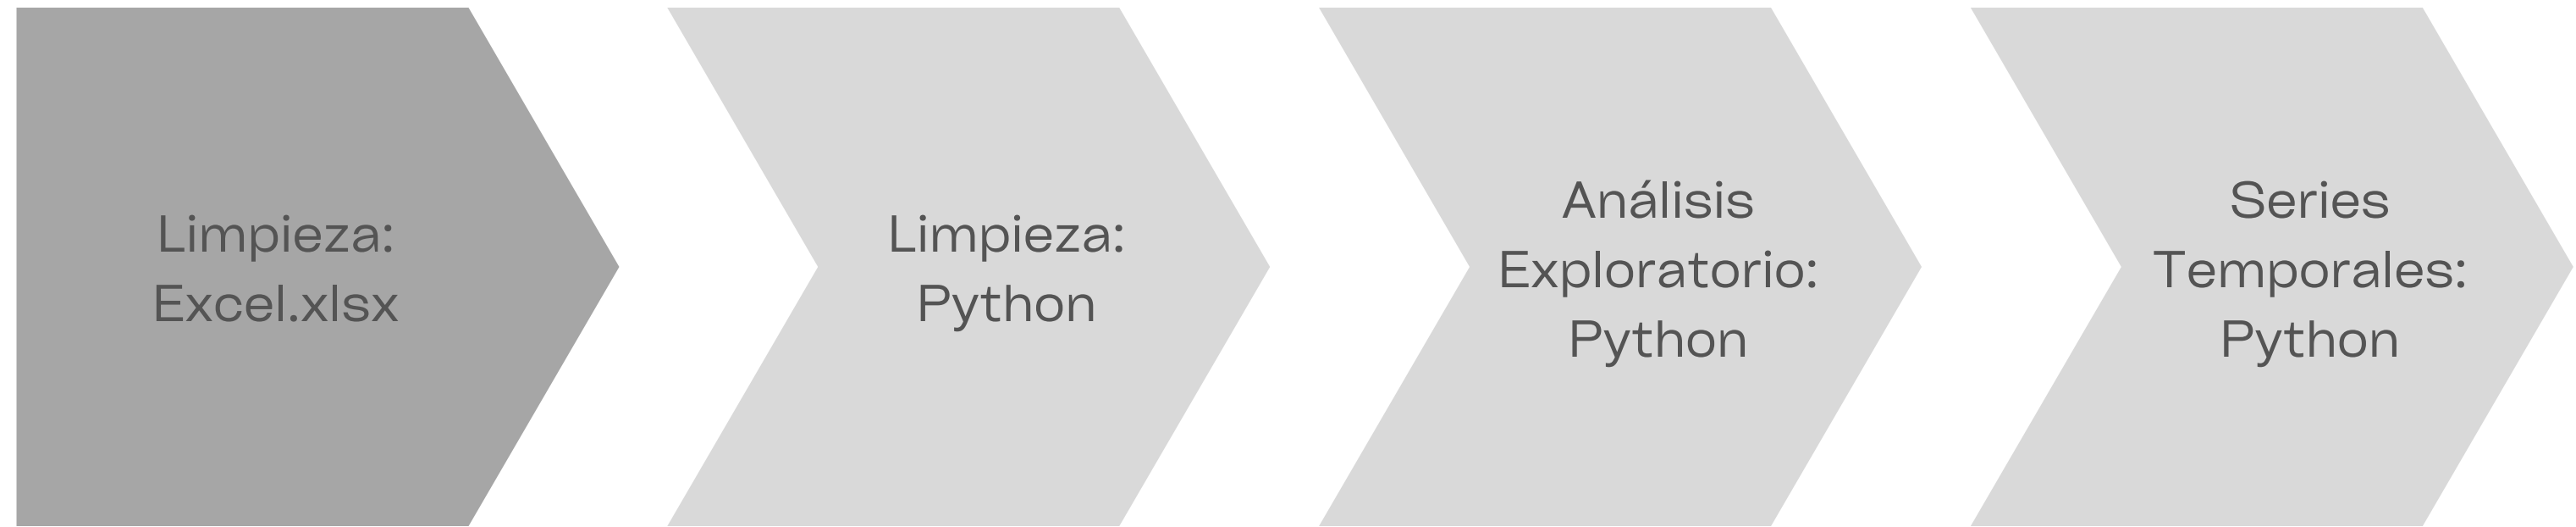 Limpieza:
Excel.xlsx
Limpieza:
Python
Análisis
Exploratorio:
Python
Series
Temporales:
Python